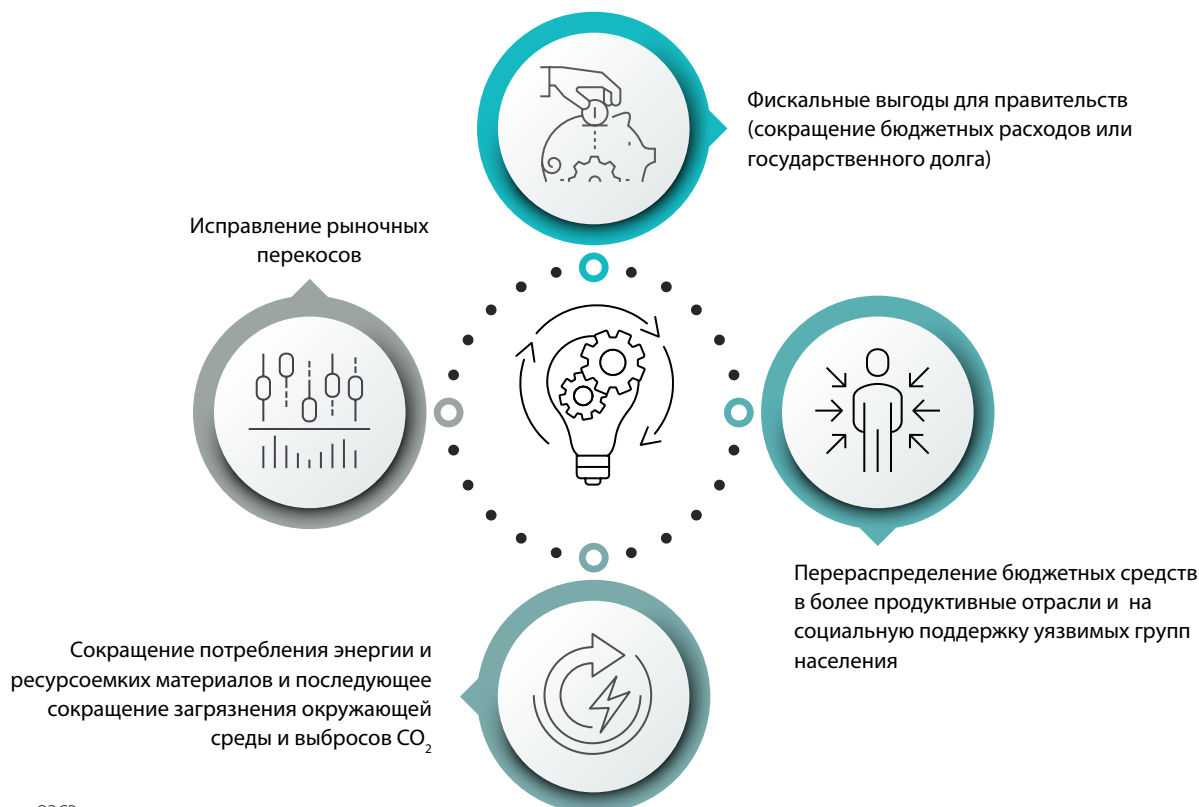 Фискальные выгоды для правительств
(сокращение бюджетных расходов или
государственного долга)
Исправление рыночных
перекосов
Перераспределение бюджетных средств
в более продуктивные отрасли и на
социальную поддержку уязвимых групп
населения
Сокращение потребления энергии и
ресурсоемких материалов и последующее
сокращение загрязнения окружающей
среды и выбросов CO₂